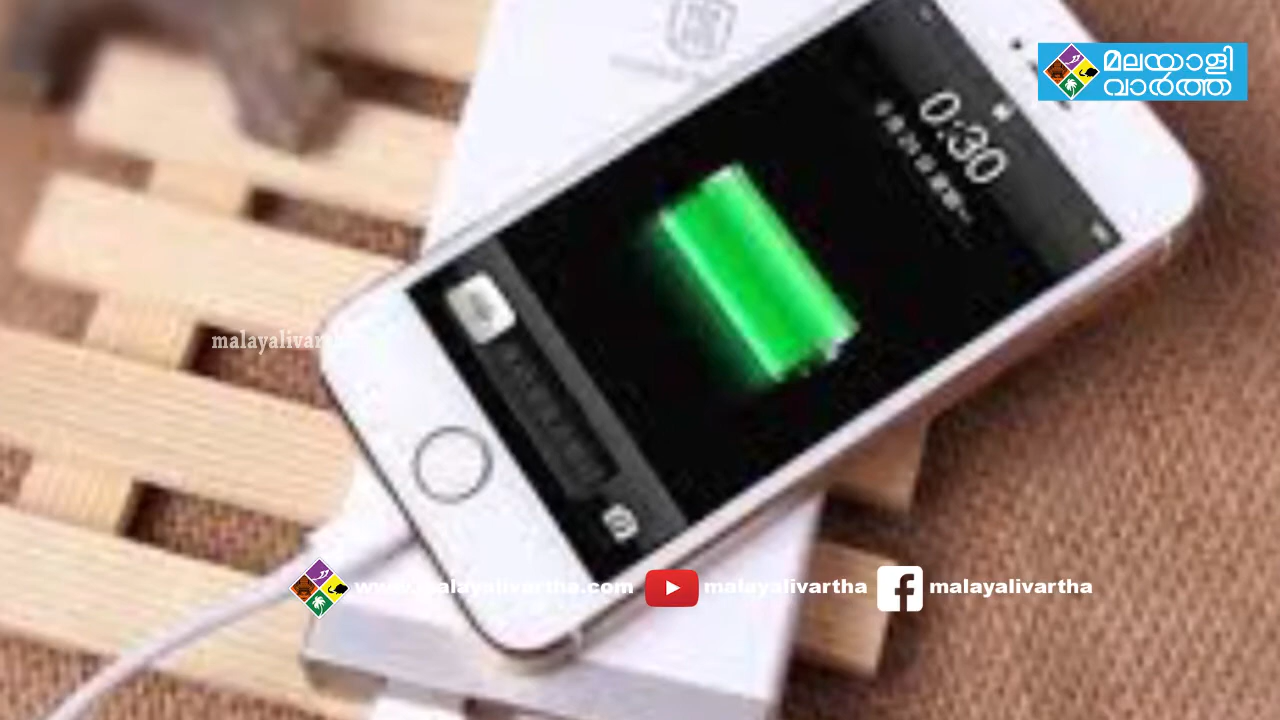 മലയാളി
വാർത്ത
0:30
malayalivartha
www.malayalivartha.com malayalivartha malayalivartha